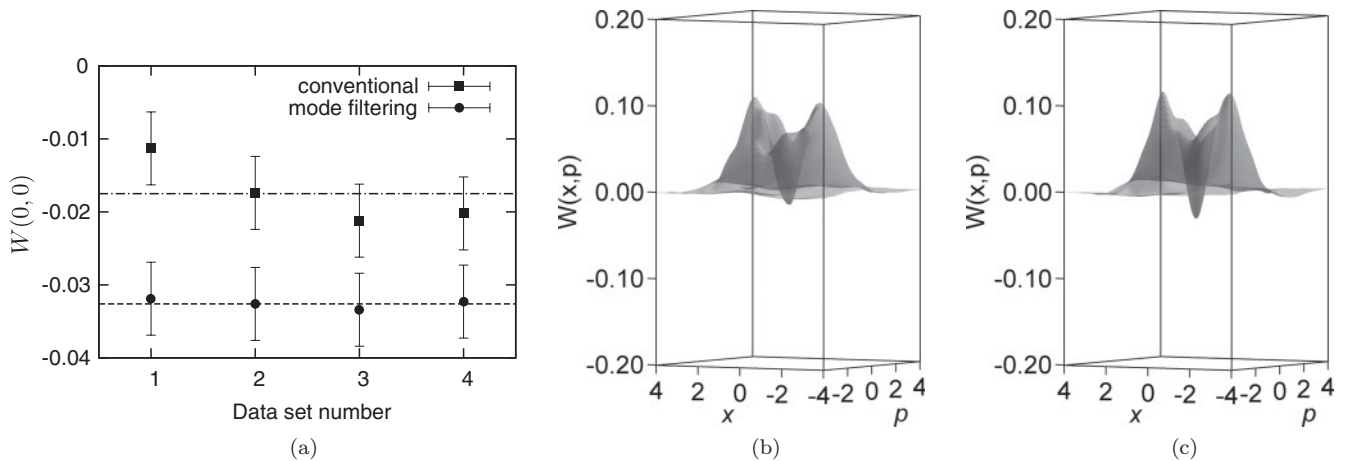 0
-0.01
-0.02
-0.03
-0.04
W(0, 0)
conventional
mode filtering
1 2 3 4
Data set number
(a)
0.20
0.10
0.00
-0.10
-0.20
W(x,p)
4 2 0 -2 -4 -2 0 2 4
x p
(b)
0.20
0.10
0.00
-0.10
-0.20
W(x,p)
4 2 0 -2 -4 -2 0 2 4
x p
(c)